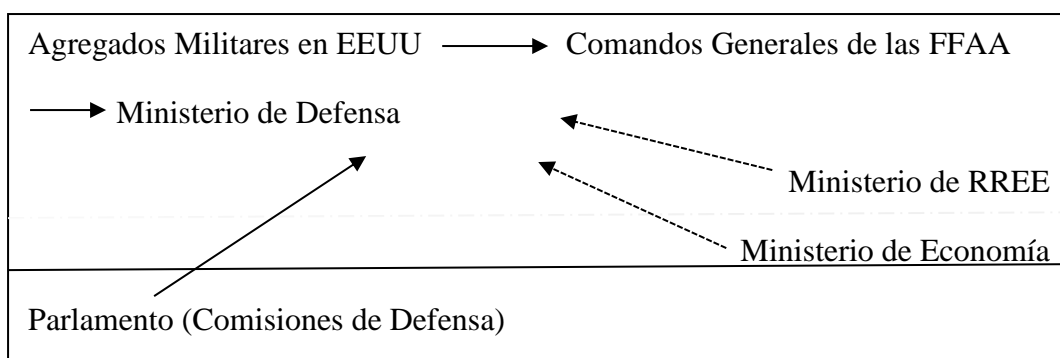 Agregados Militares en EEUU Comandos Generales de las FFAA
Ministerio de Defensa
Ministerio de RREE
Ministerio de Economía
Parlamento (Comisiones de Defensa)